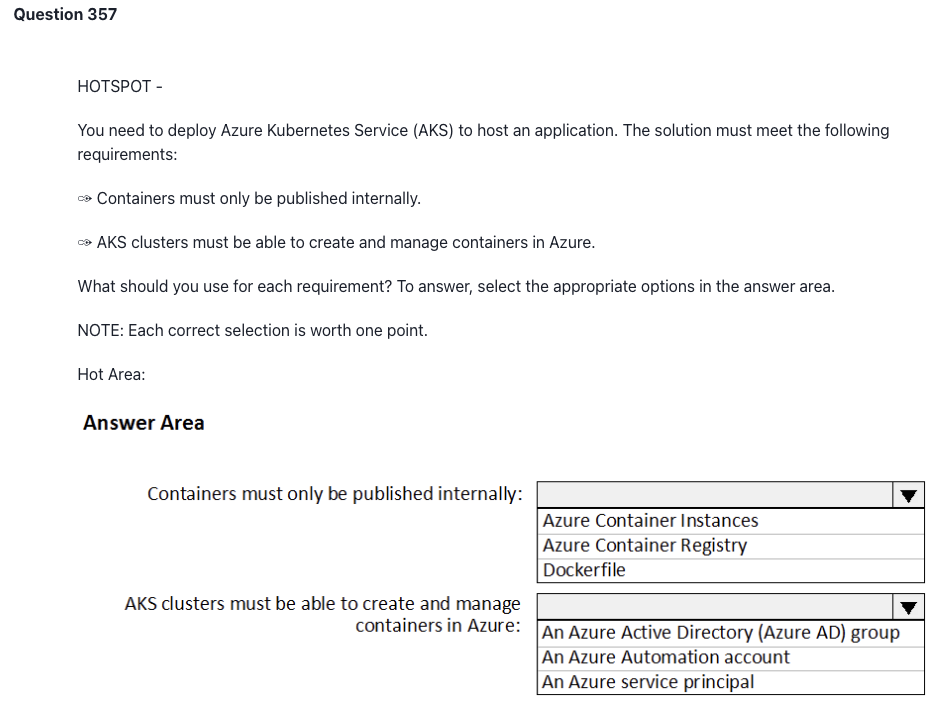 Question 357
HOTSPOT -
You need to deploy Azure Kubernetes Service (AKS) to host an application. The solution must meet the following
requirements:
✑ Containers must only be published internally.
✑ AKS clusters must be able to create and manage containers in Azure.
What should you use for each requirement? To answer, select the appropriate options in the answer area.
NOTE: Each correct selection is worth one point.
Hot Area:
Answer Area
Containers must only be published internally:
Azure Container Instances
Azure Container Registry
Dockerfile
AKS clusters must be able to create and manage
containers in Azure:
An Azure Active Directory (Azure AD) group
An Azure Automation account
An Azure service principal